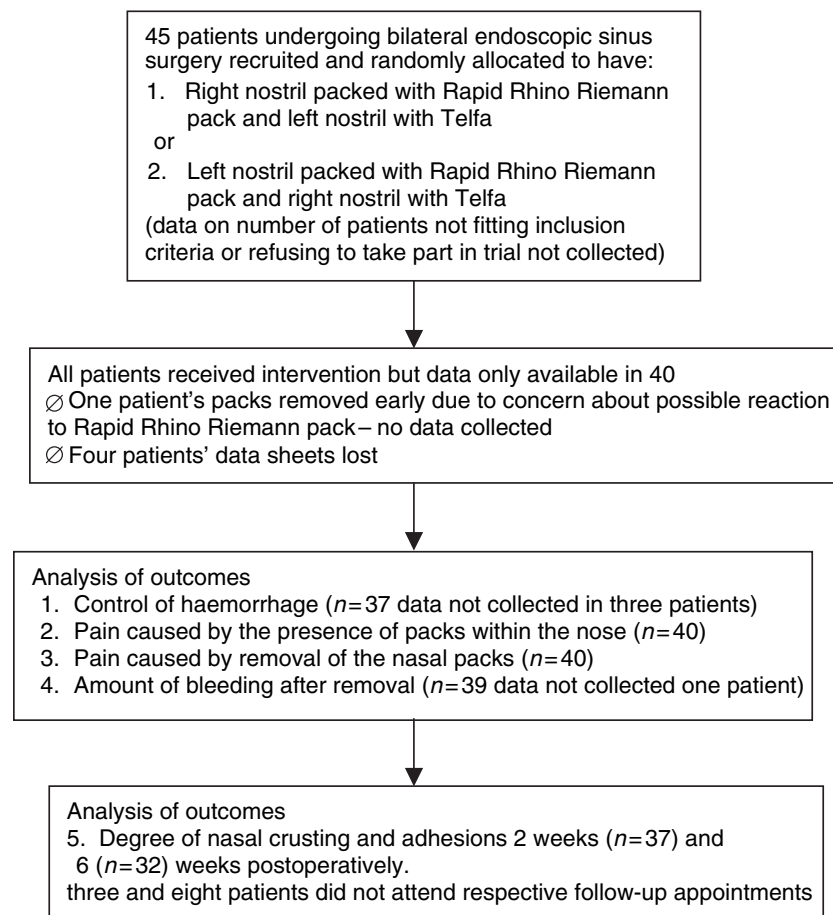 45 patients undergoing bilateral endoscopic sinus
surgery recruited and randomly allocated to have:
1. Right nostril packed with Rapid Rhino Riemann
pack and left nostril with Telfa
or
2. Left nostril packed with Rapid Rhino Riemann
pack and right nostril with Telfa
(data on number of patients not fitting inclusion
criteria or refusing to take part in trial not collected)
All patients received intervention but data only available in 40
∅ One patient's packs removed early due to concern about possible reaction
to Rapid Rhino Riemann pack – no data collected
∅ Four patients' data sheets lost
Analysis of outcomes
1. Control of haemorrhage (n=37 data not collected in three patients)
2. Pain caused by the presence of packs within the nose (n=40)
3. Pain caused by removal of the nasal packs (n=40)
4. Amount of bleeding after removal (n=39 data not collected one patient)
Analysis of outcomes
5. Degree of nasal crusting and adhesions 2 weeks (n=37) and
6 (n=32) weeks postoperatively.
three and eight patients did not attend respective follow-up appointments